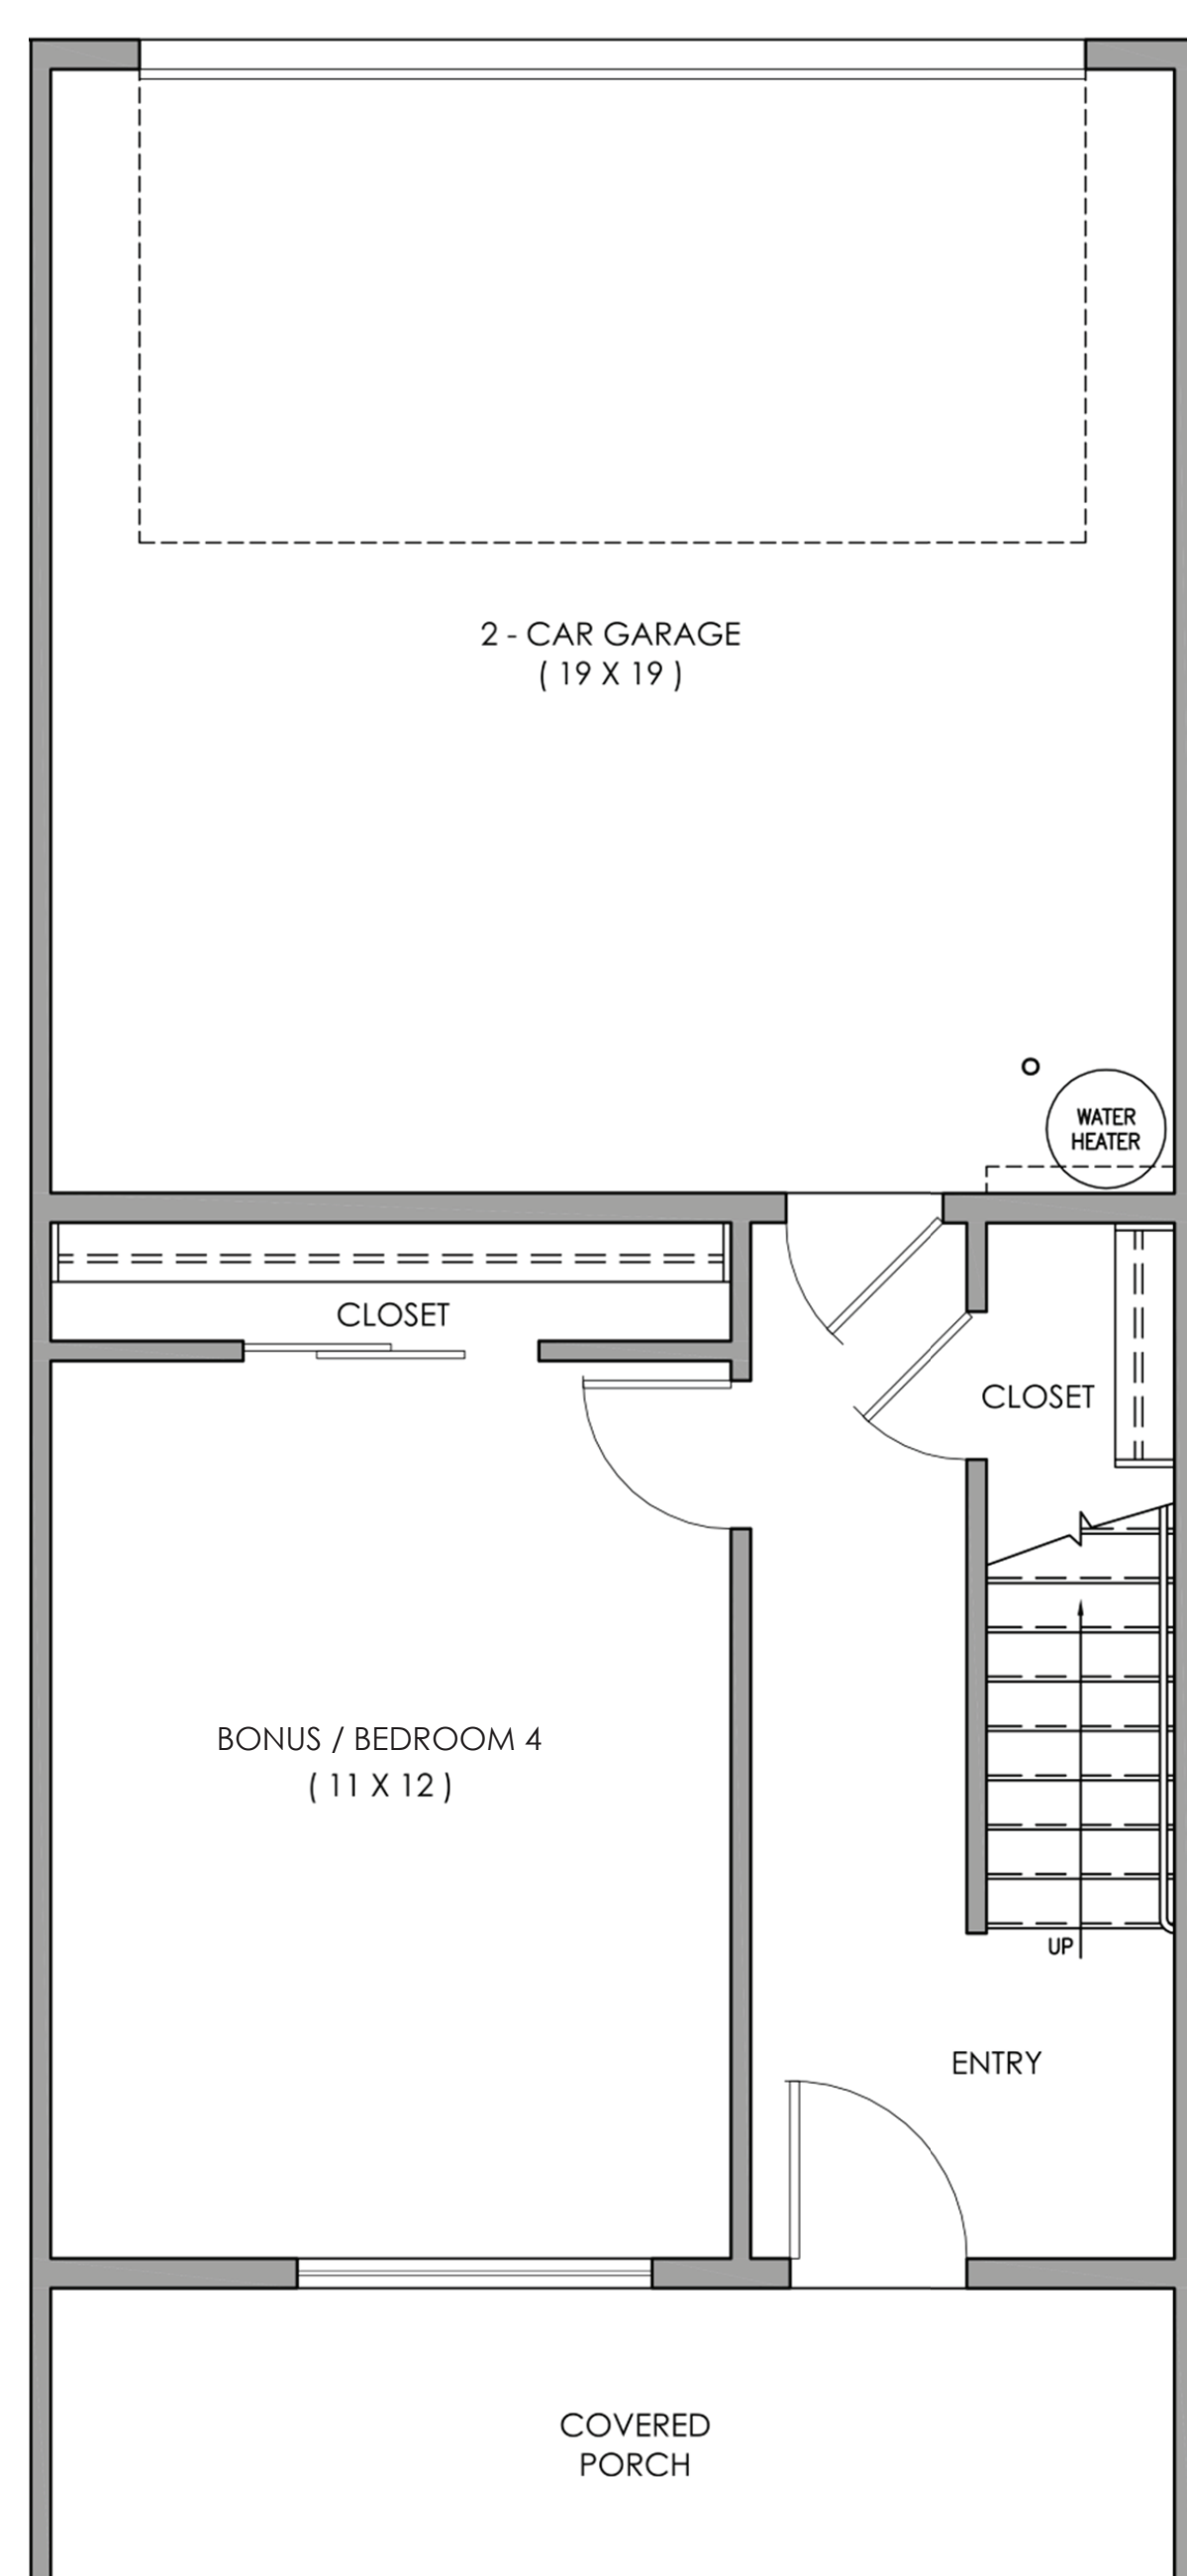 2 - CAR GARAGE
( 19 X 19 )
WATER
HEATER
CLOSET
CLOSET
BONUS / BEDROOM 4
( 11 X 12 )
UP
ENTRY
COVERED
PORCH